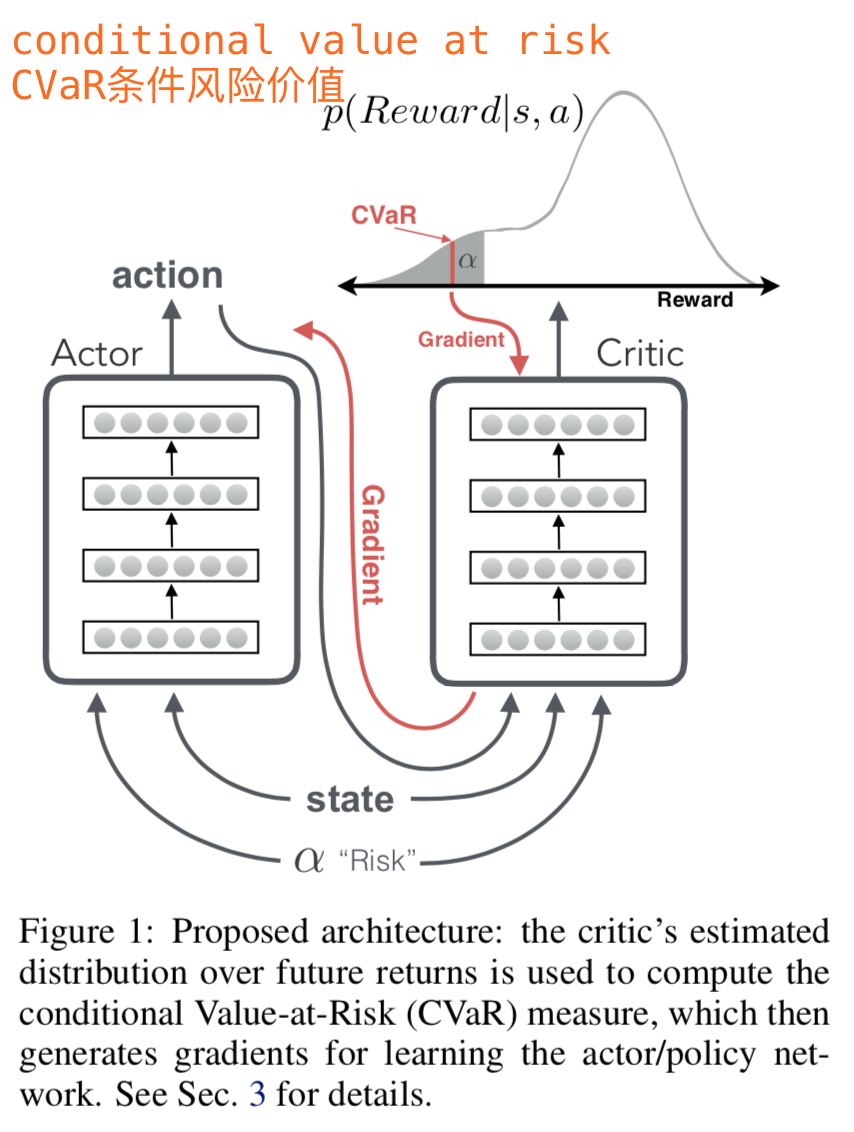 conditional value at risk
CVaR条件风险价值
p(Reward|s, a)
CVaR
α
action
Reward
Gradient
Actor
Critic
Gradient
state
α "Risk"
Figure 1: Proposed architecture: the critic's estimated
distribution over future returns is used to compute the
conditional Value-at-Risk (CVaR) measure, which then
generates gradients for learning the actor/policy net-
work. See Sec. 3 for details.